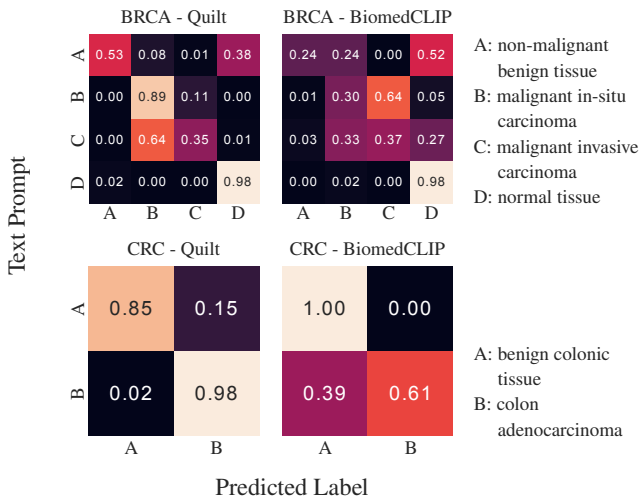 BRCA - Quilt
BRCA - BiomedCLIP
A 0.53 0.08 0.01 0.38
0.24 0.24 0.00 0.52
B 0.00 0.89 0.11 0.00
0.01 0.30 0.64 0.05
C 0.00 0.64 0.35 0.01
0.03 0.33 0.37 0.27
D 0.02 0.00 0.00 0.98
0.00 0.02 0.00 0.98
A B C D
A B C D
A: non-malignant
benign tissue
B: malignant in-situ
carcinoma
C: malignant invasive
carcinoma
D: normal tissue
Text Prompt
CRC - Quilt
CRC - BiomedCLIP
A 0.85 0.15
1.00 0.00
B 0.02 0.98
0.39 0.61
A B
A B
A: benign colonic
tissue
B: colon
adenocarcinoma
Predicted Label